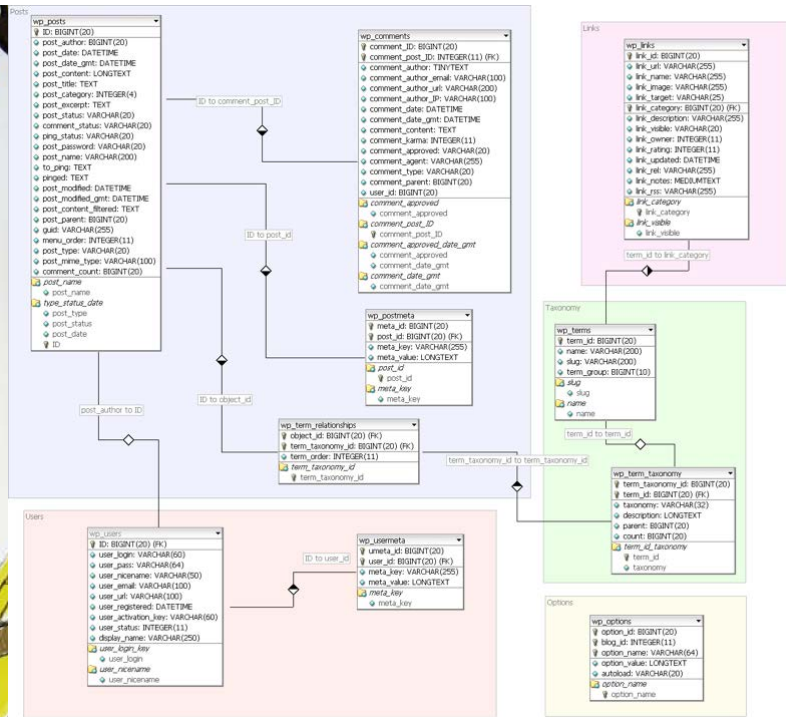 Posts
wp_posts
ID: BIGINT(20)
post_author: BIGINT(20)
post_date: DATETIME
post_date_gmt: DATETIME
post_content: LONGTEXT
post_title: TEXT
post_category: INTEGER(4)
post_excerpt: TEXT
post_status: VARCHAR(20)
comment_status: VARCHAR(20)
ping_status: VARCHAR(20)
post_password: VARCHAR(20)
post_name: VARCHAR(200)
to_ping: TEXT
pinged: TEXT
post_modified: DATETIME
post_modified_gmt: DATETIME
post_content_filtered: TEXT
post_parent: BIGINT(20)
guid: VARCHAR(255)
menu_order: INTEGER(11)
post_type: VARCHAR(20)
post_mime_type: VARCHAR(100)
comment_count: BIGINT(20)
post_name
post_name
type_status_date
post_type
post_status
post_date
ID
wp_comments
comment_ID: BIGINT(20)
comment_post_ID: INTEGER(11) (FK)
comment_author: TINYTEXT
comment_author_email: VARCHAR(100)
comment_author_url: VARCHAR(200)
comment_author_IP: VARCHAR(100)
comment_date: DATETIME
comment_date_gmt: DATETIME
comment_content: TEXT
comment_karma: INTEGER(11)
comment_approved: VARCHAR(20)
comment_agent: VARCHAR(255)
comment_type: VARCHAR(20)
comment_parent: BIGINT(20)
user_id: BIGINT(20)
comment_approved
comment_approved
comment_post_ID
comment_post_ID
comment_approved_date_gmt
comment_approved
comment_date_gmt
comment_date_gmt
comment_date_gmt
ID to comment_post_ID
ID to post_id
wp_postmeta
meta_id: BIGINT(20)
post_id: BIGINT(20) (FK)
meta_key: VARCHAR(255)
meta_value: LONGTEXT
post_id
post_id
meta_key
meta_key
ID to object_id
post_author to ID
wp_term_relationships
object_id: BIGINT(20) (FK)
term_taxonomy_id: BIGINT(20) (FK)
term_order: INTEGER(11)
term_taxonomy_id
term_taxonomy_id
term_taxonomy_id to term_taxonomy_id
Links
wp_links
link_id: BIGINT(20)
link_url: VARCHAR(255)
link_name: VARCHAR(255)
link_image: VARCHAR(255)
link_target: VARCHAR(25)
link_category: BIGINT(20) (FK)
link_description: VARCHAR(255)
link_visible: VARCHAR(20)
link_owner: INTEGER(11)
link_rating: INTEGER(11)
link_updated: DATETIME
link_rel: VARCHAR(255)
link_notes: MEDIUMTEXT
link_rss: VARCHAR(255)
link_category
link_category
link_visible
link_visible
term_id to link_category
Taxonomy
wp_terms
term_id: BIGINT(20)
name: VARCHAR(200)
slug: VARCHAR(200)
term_group: BIGINT(10)
slug
slug
name
name
term_id to term_id
wp_term_taxonomy
term_taxonomy_id: BIGINT(20)
term_id: BIGINT(20) (FK)
taxonomy: VARCHAR(32)
description: LONGTEXT
parent: BIGINT(20)
count: BIGINT(20)
term_id_taxonomy
term_id
taxonomy
Users
wp_users
ID: BIGINT(20) (FK)
user_login: VARCHAR(60)
user_pass: VARCHAR(64)
user_nicename: VARCHAR(50)
user_email: VARCHAR(100)
user_url: VARCHAR(100)
user_registered: DATETIME
user_activation_key: VARCHAR(60)
user_status: INTEGER(11)
display_name: VARCHAR(250)
user_login_key
user_login
user_nicename
user_nicename
ID to user_id
wp_usermeta
umeta_id: BIGINT(20)
user_id: BIGINT(20) (FK)
meta_key: VARCHAR(255)
meta_value: LONGTEXT
meta_key
meta_key
Options
wp_options
option_id: BIGINT(20)
blog_id: INTEGER(11)
option_name: VARCHAR(64)
option_value: LONGTEXT
autoload: VARCHAR(20)
option_name
option_name